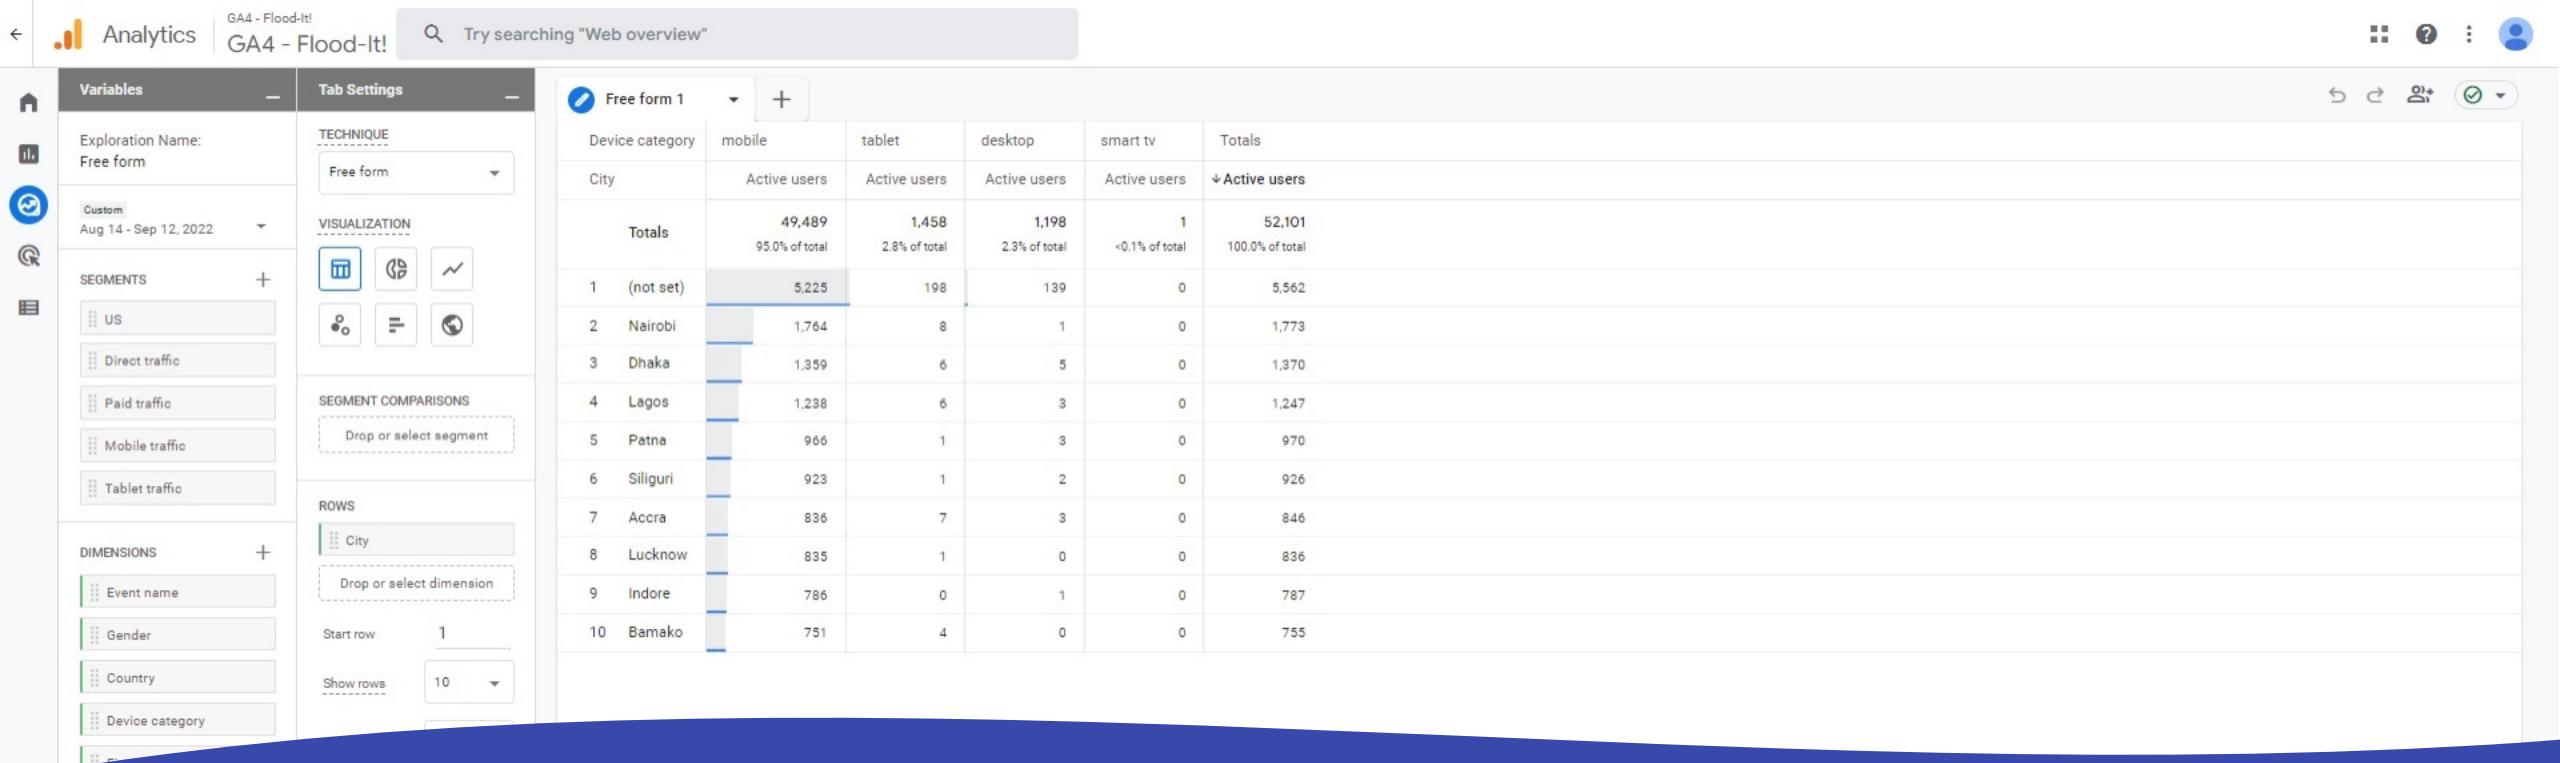 Analytics
GA4 - Flood-It!
GA4 - Flood-It!
Try searching "Web overview"
Variables
Exploration Name:
Free form
Custom
Aug 14 - Sep 12, 2022
SEGMENTS
US
Direct traffic
Paid traffic
Mobile traffic
Tablet traffic
DIMENSIONS
Event name
Gender
Country
Device category
Tab Settings
TECHNIQUE
Free form
VISUALIZATION
SEGMENT COMPARISONS
Drop or select segment
ROWS
City
Drop or select dimension
Start row 1
Show rows 10
Free form 1
Device category mobile tablet desktop smart tv Totals
City Active users Active users Active users Active users Active users
Totals 49,489 1,458 1,198 1 52,101
95.0% of total 2.8% of total 2.3% of total <0.1% of total 100.0% of total
1 (not set) 5,225 198 139 0 5,562
2 Nairobi 1,764 8 1 0 1,773
3 Dhaka 1,359 6 5 0 1,370
4 Lagos 1,238 6 3 0 1,247
5 Patna 966 1 3 0 970
6 Siliguri 923 1 2 0 926
7 Accra 836 7 3 0 846
8 Lucknow 835 1 0 0 836
9 Indore 786 0 1 0 787
10 Bamako 751 4 0 0 755